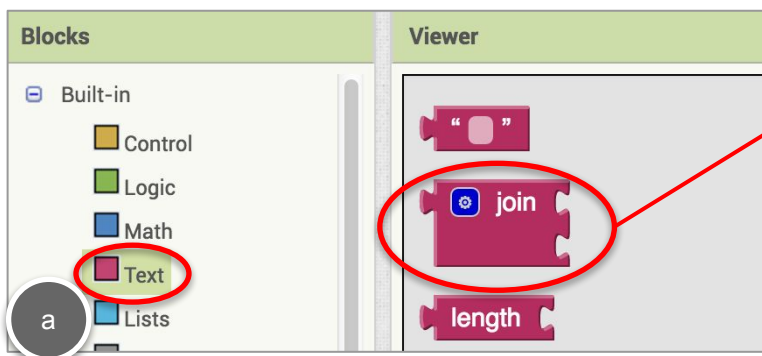 Blocks
Viewer
Built-in
Control
Logic
Math
Text
Lists
a
“ ”
join
length